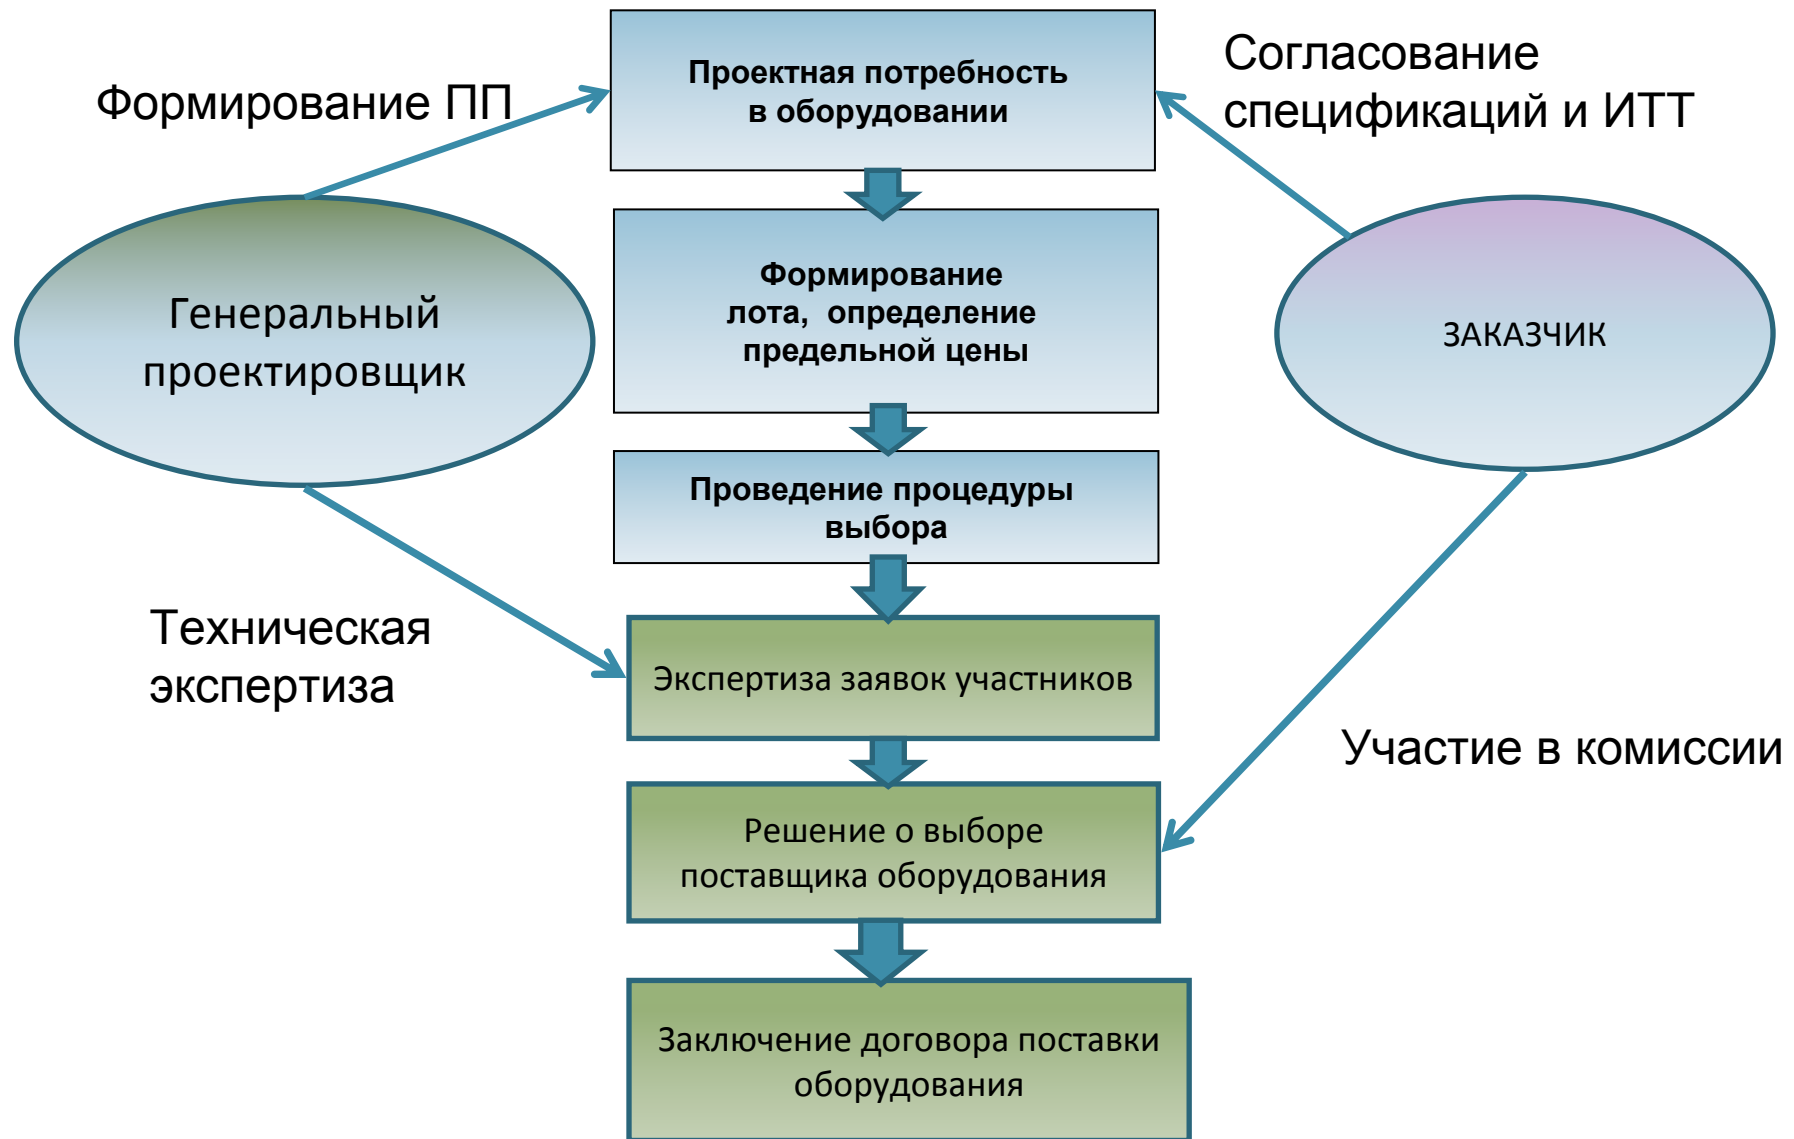 Проектная потребность
в оборудовании
Формирование ПП
Согласование
спецификаций и ИТТ
Генеральный
проектировщик
Формирование
лота, определение
предельной цены
ЗАКАЗЧИК
Проведение процедуры
выбора
Техническая
экспертиза
Экспертиза заявок участников
Участие в комиссии
Решение о выборе
поставщика оборудования
Заключение договора поставки
оборудования